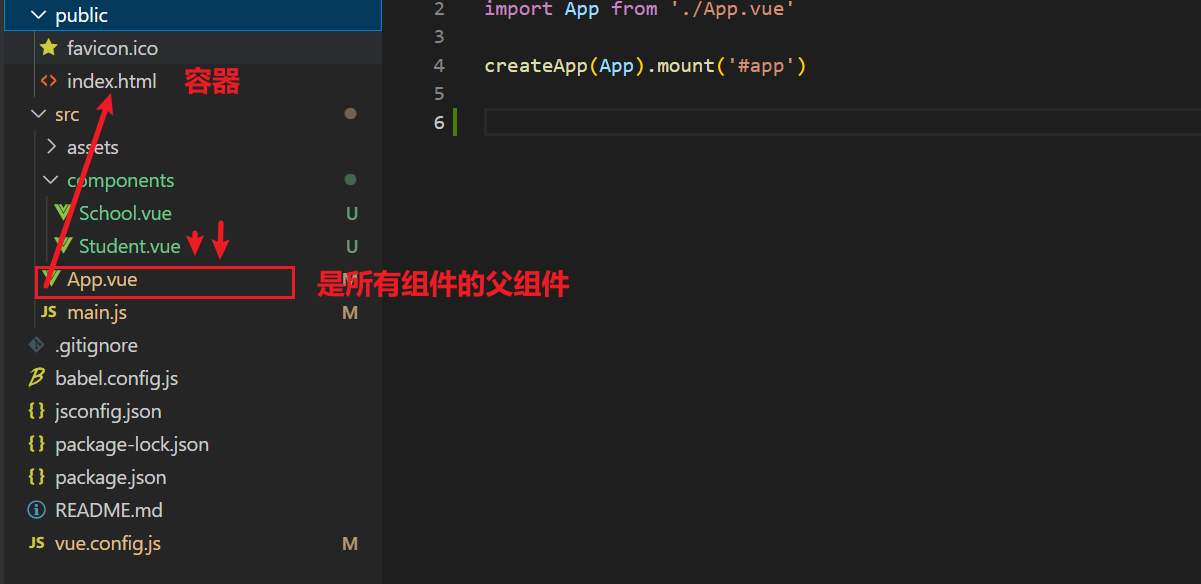 public
favicon.ico
index.html 容器
src
assets
components
School.vue U
Student.vue U
App.vue M 是所有组件的父组件
main.js M
.gitignore
babel.config.js
jsconfig.json
package-lock.json
package.json
README.md
vue.config.js M
2 import App from './App.vue'
3
4 createApp(App).mount('#app')
5
6